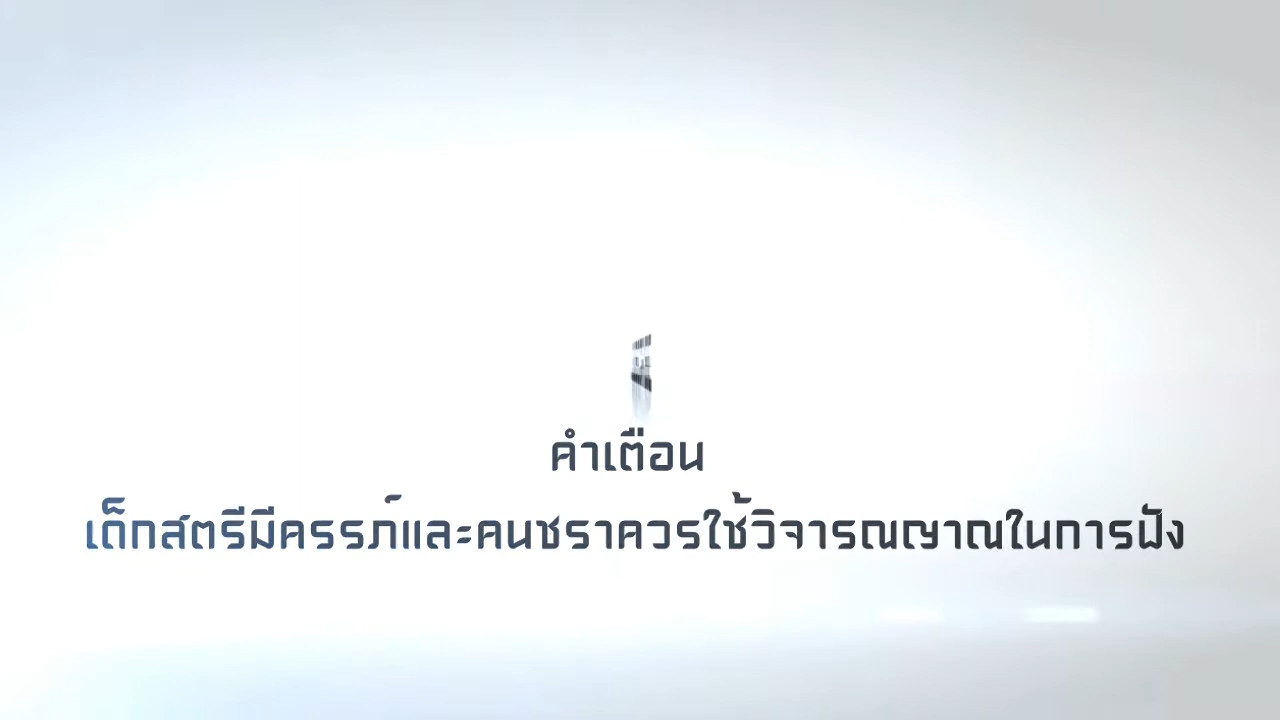 คำเตือน
เด็กสตรีมีครรภ์และคนชราควรใช้วิจารณญาณในการฟัง